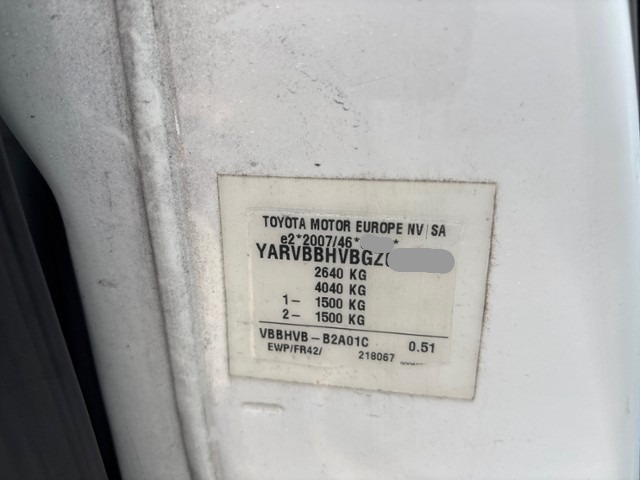 TOYOTA MOTOR EUROPE NV/SA
e2*2007/46* *
YARVBBHVBGZ
2640 KG
4040 KG
1- 1500 KG
2- 1500 KG
VBBHVB-B2A01C 0.51
EWP/FR42/ 218067